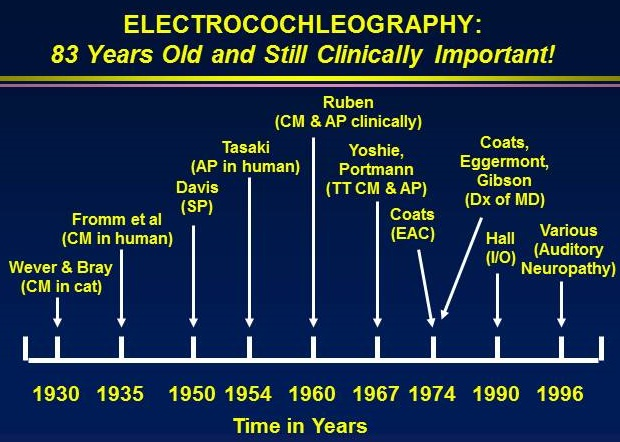 ELECTROCOCHLEOGRAPHY:
83 Years Old and Still Clinically Important!
Wever & Bray
(CM in cat)
Fromm et al
(CM in human)
Davis
(SP)
Tasaki
(AP in human)
Ruben
(CM & AP clinically)
Yoshie,
Portmann
(TT CM & AP)
Coats
(EAC)
Coats,
Eggermont,
Gibson
(Dx of MD)
Hall
(I/O)
Various
(Auditory
Neuropathy)
1930 1935 1950 1954 1960 1967 1974 1990 1996
Time in Years